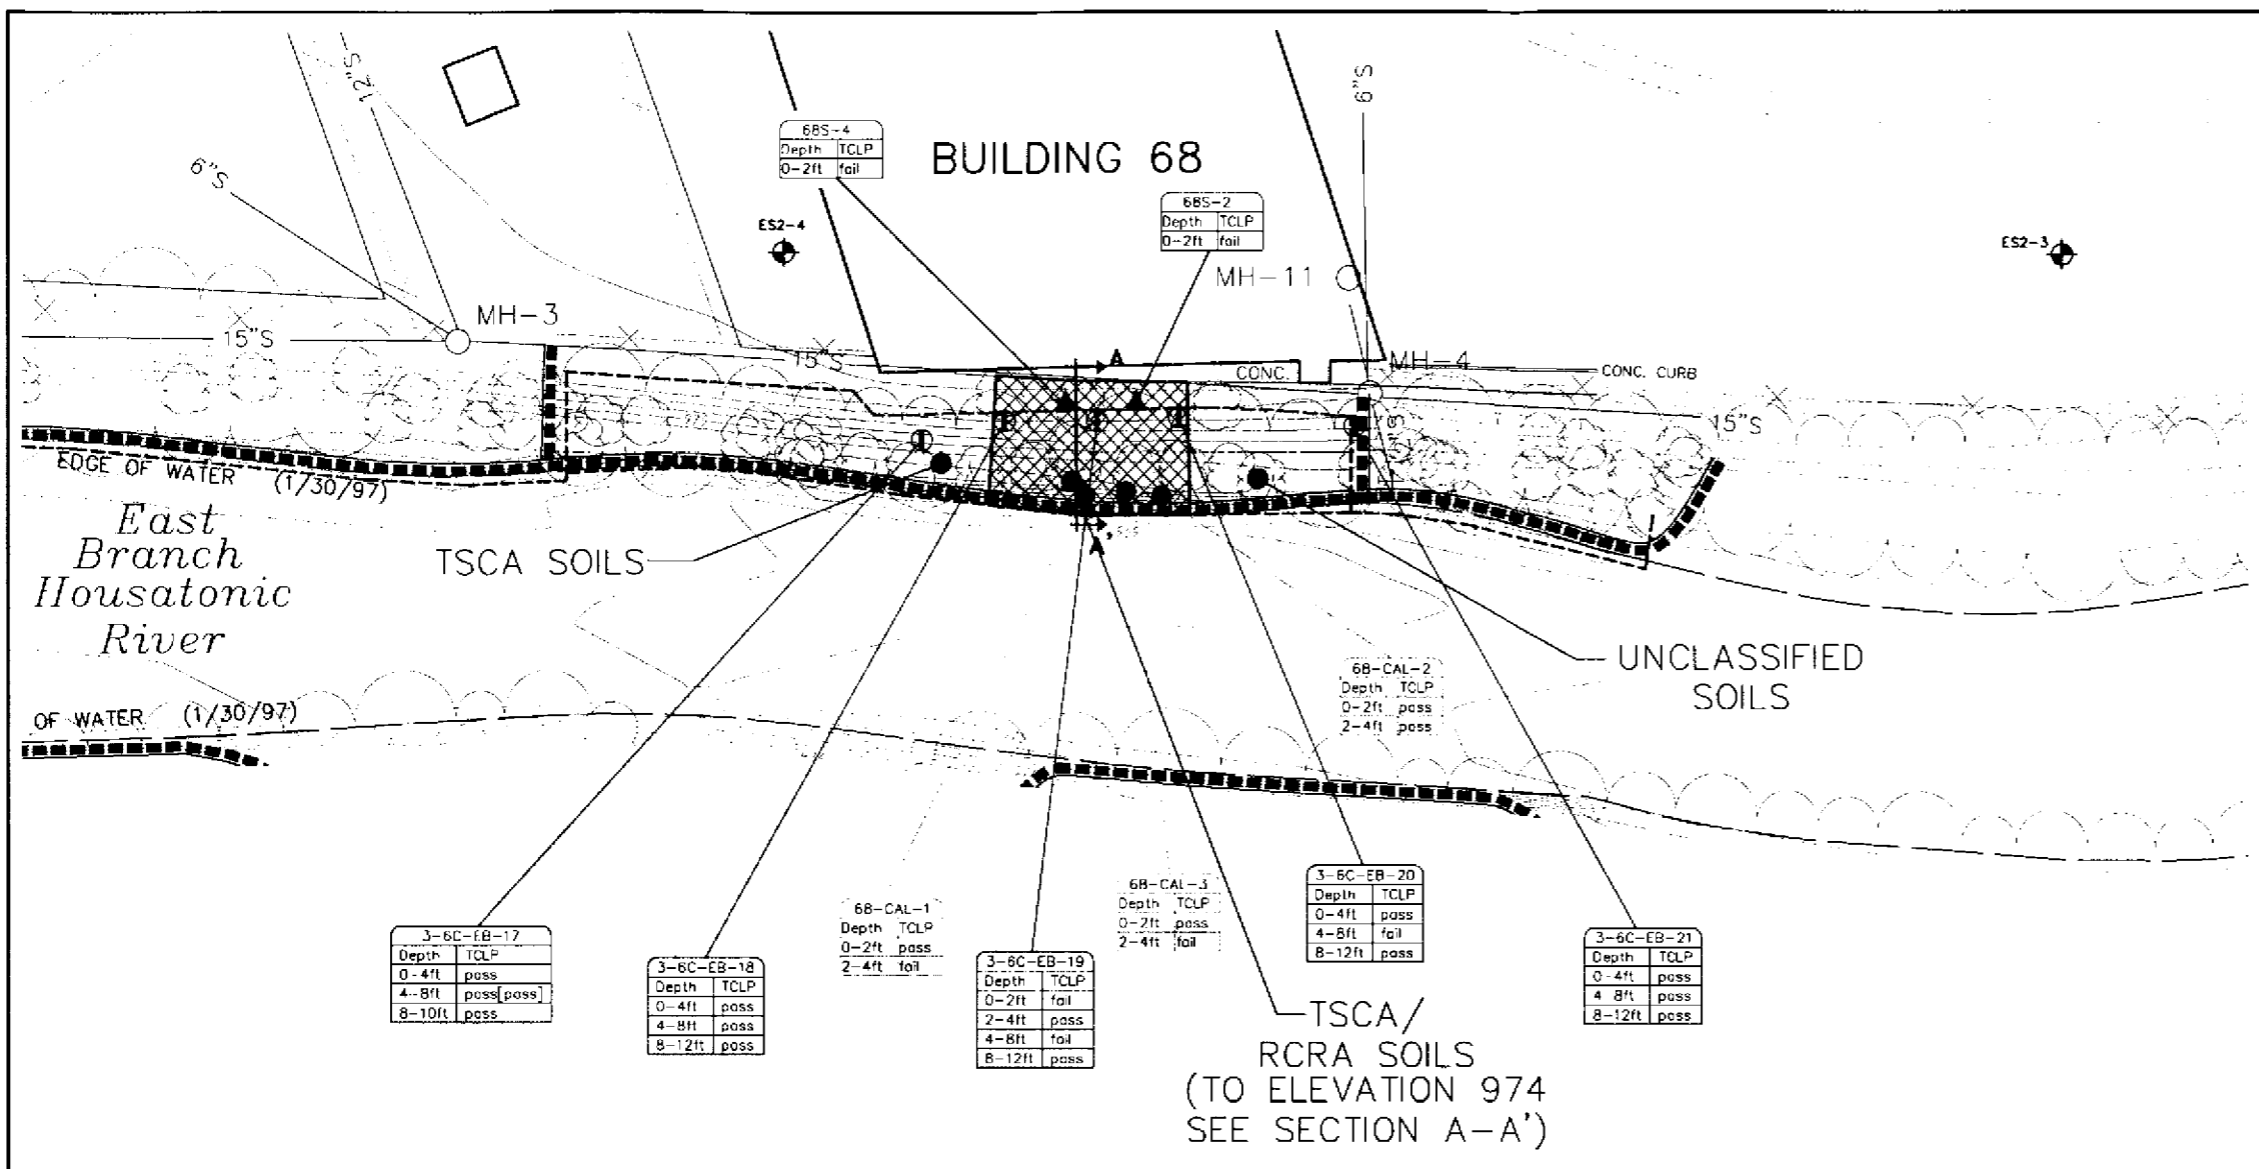 12"S
6"S
6"S
68S-4
Depth TCLP
0-2ft fail
BUILDING 68
68S-2
Depth TCLP
0-2ft fail
ES2-4
ES2-3
MH-11
MH-3
15"S
15"S
A
CONC.
MH-4
CONC. CURB
15"S
EDGE OF WATER (1/30/97)
East
Branch
Housatonic
River
TSCA SOILS
A'
UNCLASSIFIED
SOILS
68-CAL-2
Depth TCLP
0-2ft pass
2-4ft pass
OF WATER (1/30/97)
3-6C-EB-17
Depth TCLP
0-4ft pass
4-8ft pass[pass]
8-10ft pass
3-6C-EB-18
Depth TCLP
0-4ft pass
4-8ft pass
8-12ft pass
68-CAL-1
Depth TCLP
0-2ft pass
2-4ft fail
3-6C-EB-19
Depth TCLP
0-2ft fail
2-4ft pass
4-8ft fail
8-12ft pass
68-CAL-3
Depth TCLP
0-2ft pass
2-4ft fail
3-6C-EB-20
Depth TCLP
0-4ft pass
4-8ft fail
8-12ft pass
3-6C-EB-21
Depth TCLP
0-4ft pass
4-8ft pass
8-12ft pass
TSCA/
RCRA SOILS
(TO ELEVATION 974
SEE SECTION A-A')